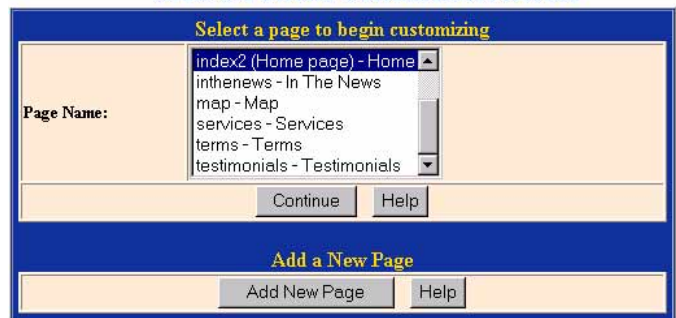 Select a page to begin customizing
Page Name:
index2 (Home page) - Home
inthenews - In The News
map - Map
services - Services
terms - Terms
testimonials - Testimonials
Continue Help
Add a New Page
Add New Page Help